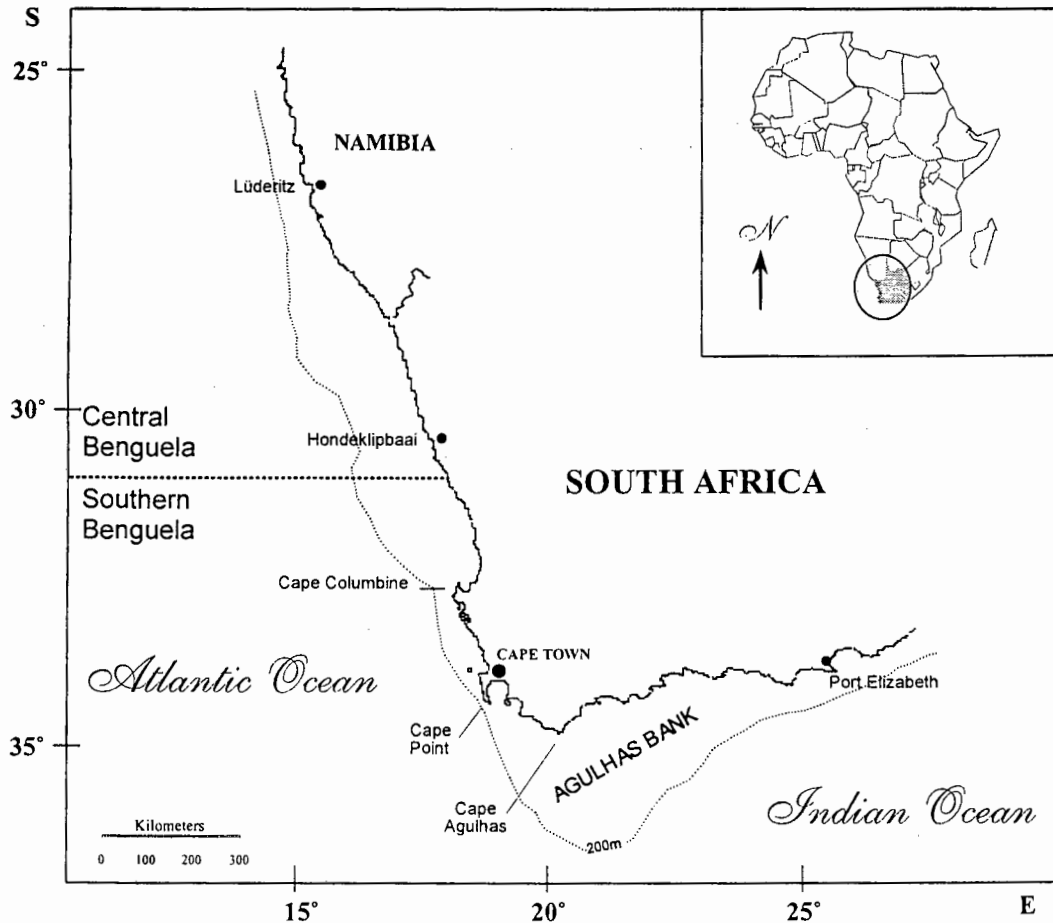 S
25°
NAMIBIA
Lüderitz
N
30°
Central
Benguela
Hondeklipbaai
SOUTH AFRICA
Southern
Benguela
Cape Columbine
CAPE TOWN
Atlantic Ocean
Port Elizabeth
Cape
Point
35°
AGULHAS BANK
Cape
Agulhas
Indian Ocean
Kilometers
200m
0 100 200 300
15°
20°
25°
E